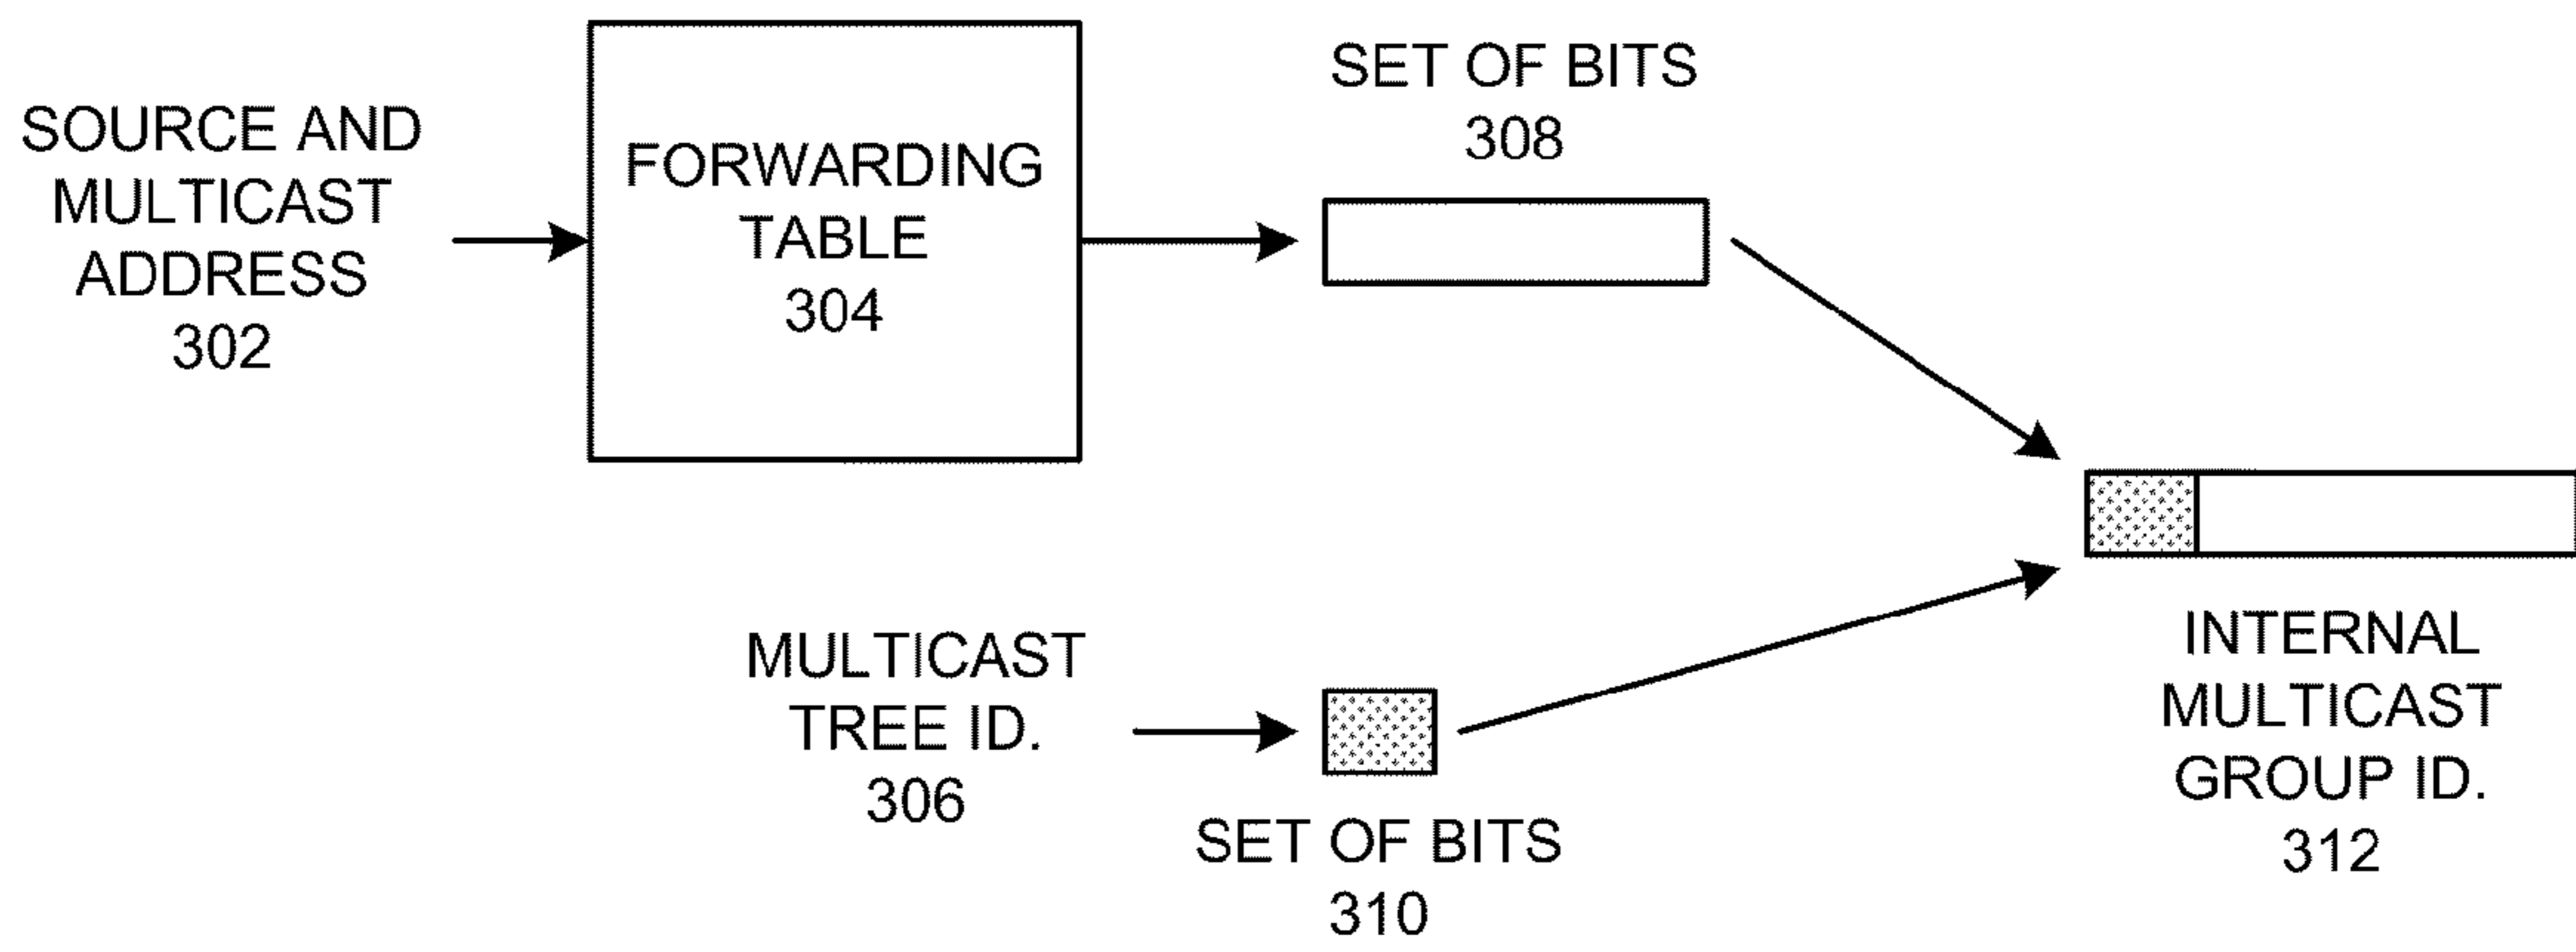 SOURCE AND
MULTICAST
ADDRESS
302
FORWARDING
TABLE
304
SET OF BITS
308
MULTICAST
TREE ID.
306
SET OF BITS
310
INTERNAL
MULTICAST
GROUP ID.
312